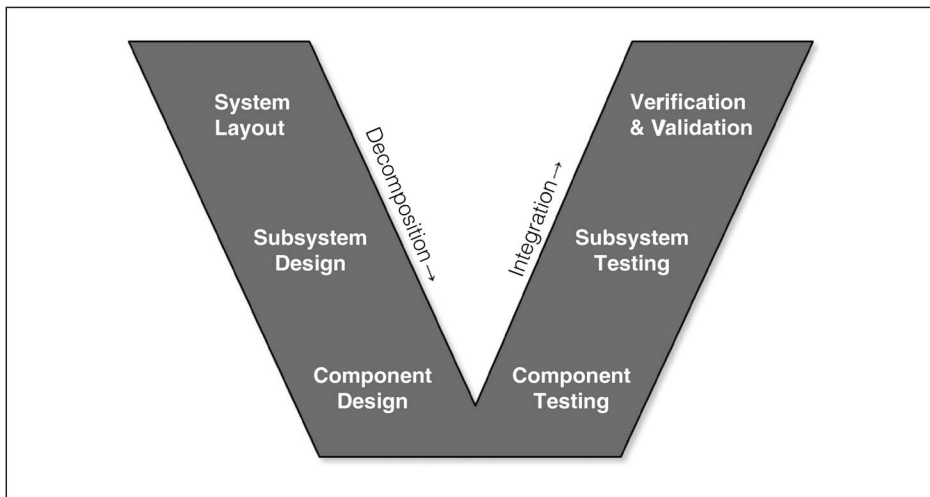 System
Layout
Decomposition→
Subsystem
Design
Component
Design
Verification
& Validation
Integration→
Subsystem
Testing
Component
Testing